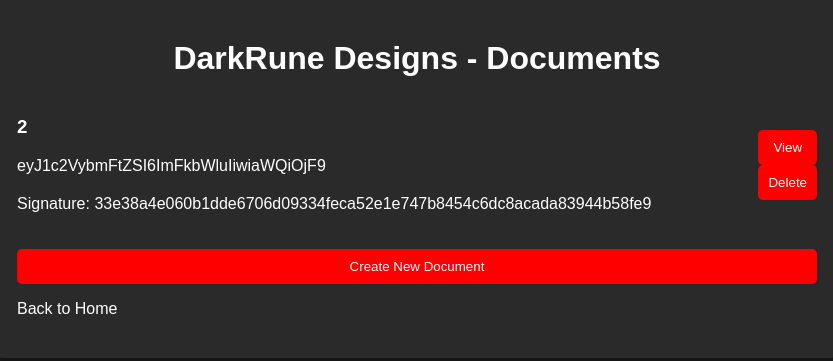 DarkRune Designs - Documents
2
eyJ1c2VybmFtZSI6ImFkbWluIiwiaWQiOjF9
View
Delete
Signature: 33e38a4e060b1dde6706d09334feca52e1e747b8454c6dc8acada83944b58fe9
Create New Document
Back to Home